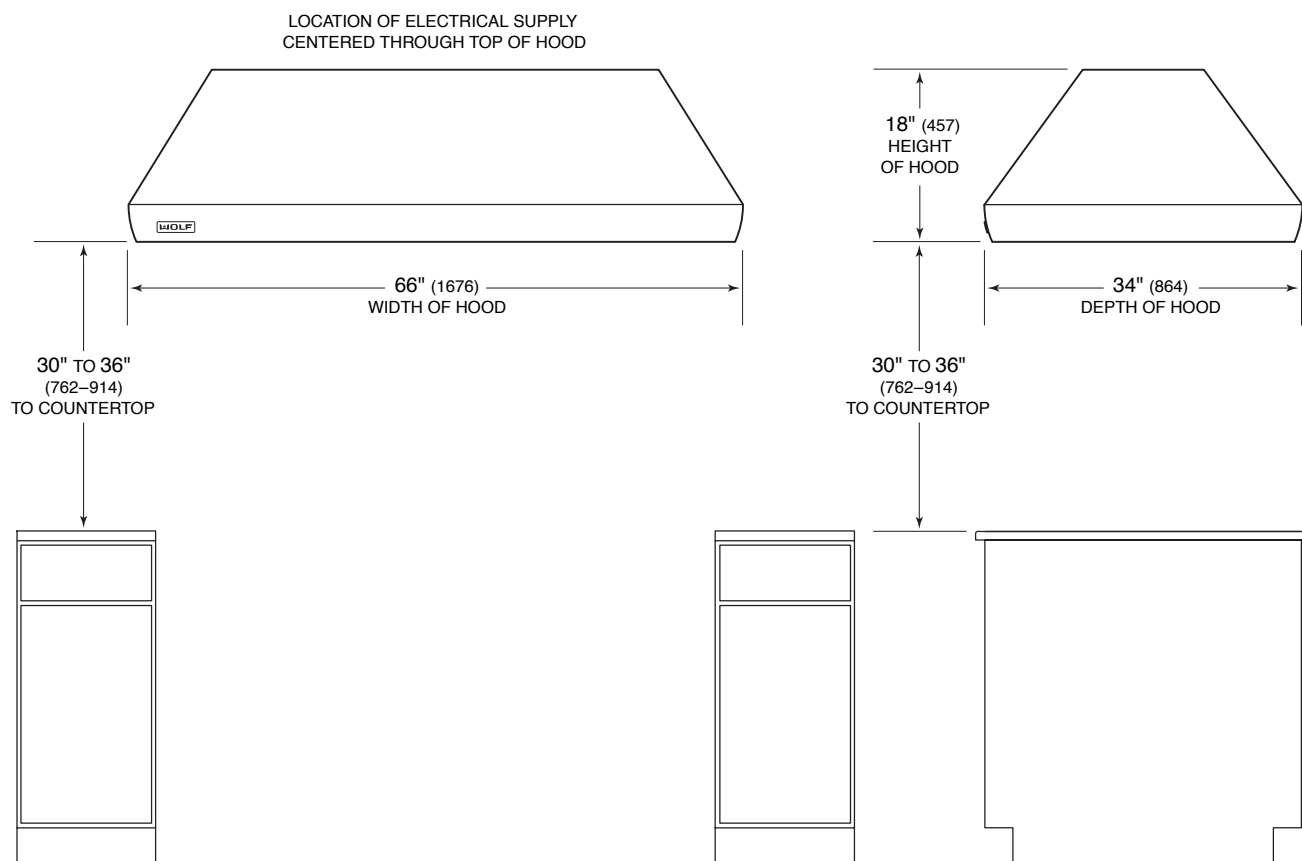 LOCATION OF ELECTRICAL SUPPLY
CENTERED THROUGH TOP OF HOOD
WOLF
66" (1676)
WIDTH OF HOOD
30" TO 36"
(762–914)
TO COUNTERTOP
18" (457)
HEIGHT
OF HOOD
34" (864)
DEPTH OF HOOD
30" TO 36"
(762–914)
TO COUNTERTOP